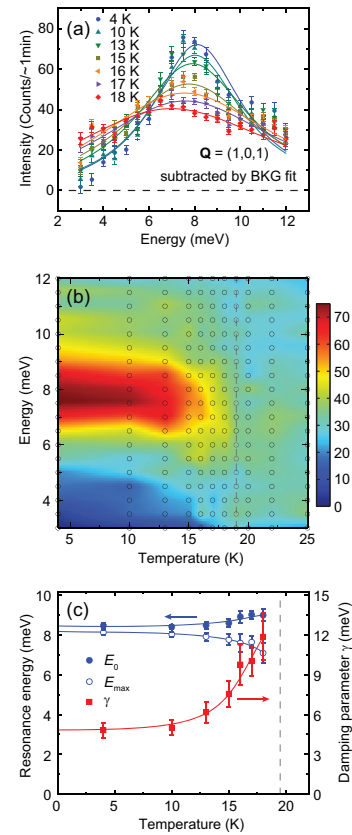 (a)
4 K
10 K
13 K
15 K
16 K
17 K
18 K
Q = (1,0,1)
subtracted by BKG fit
80
60
40
20
0
Intensity (Counts/~1min)
2 4 6 8 10 12
Energy (meV)
(b)
12
10
8
6
4
Energy (meV)
5 10 15 20 25
Temperature (K)
70
60
50
40
30
20
10
0
(c)
10
8
6
4
2
0
Resonance energy (meV)
E0
Emax
γ
15
12
9
6
3
0
Damping parameter γ (meV)
0 5 10 15 20
Temperature (K)